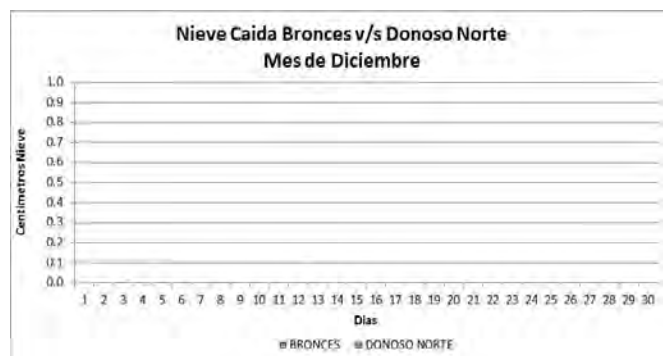 Nieve Caida Bronces v/s Donoso Norte
Mes de Diciembre
Centimetros Nieve
1.0
0.9
0.8
0.7
0.6
0.5
0.4
0.3
0.2
0.1
0.0
1 2 3 4 5 6 7 8 9 10 11 12 13 14 15 16 17 18 19 20 21 22 23 24 25 26 27 28 29 30
Dias
BRONCES DONOSO NORTE